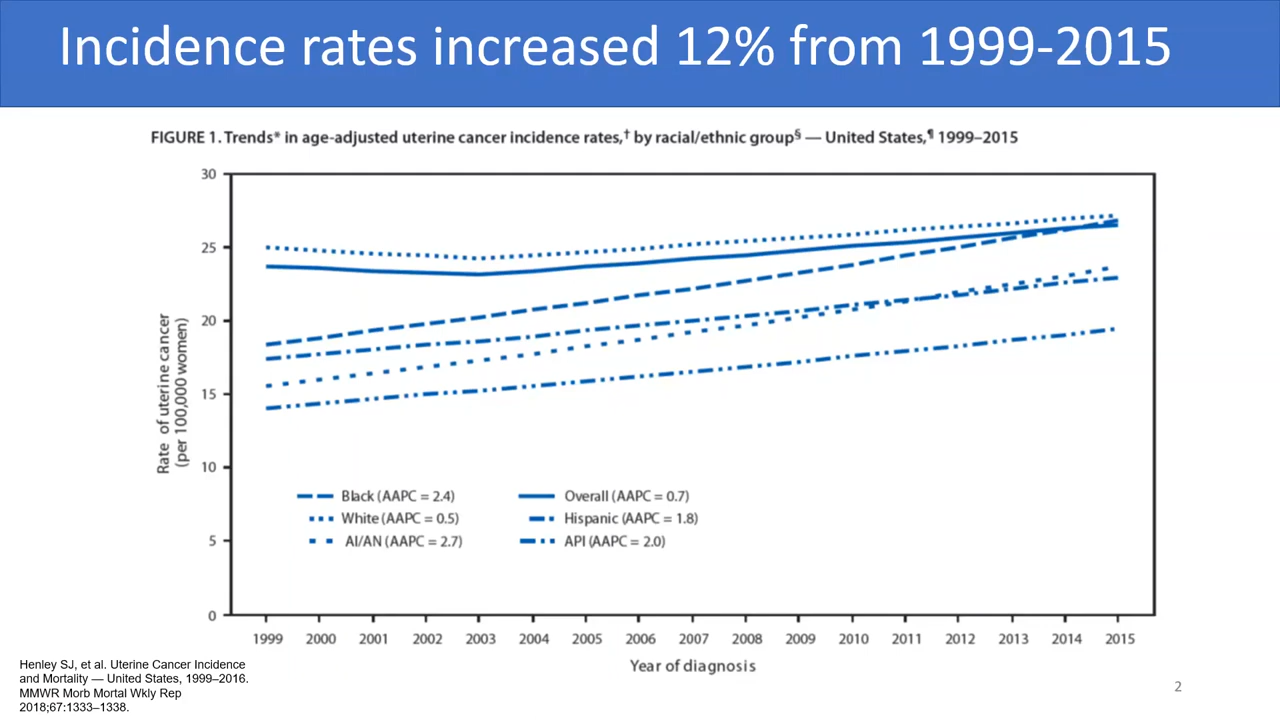 Incidence rates increased 12% from 1999-2015
FIGURE 1. Trends* in age-adjusted uterine cancer incidence rates,† by racial/ethnic group§ — United States,¶ 1999–2015
30
25
20
15
10
5
0
Rate of uterine cancer
(per 100,000 women)
Black (AAPC = 2.4)
White (AAPC = 0.5)
AI/AN (AAPC = 2.7)
Overall (AAPC = 0.7)
Hispanic (AAPC = 1.8)
API (AAPC = 2.0)
1999 2000 2001 2002 2003 2004 2005 2006 2007 2008 2009 2010 2011 2012 2013 2014 2015
Year of diagnosis
Henley SJ, et al. Uterine Cancer Incidence
and Mortality — United States, 1999–2016.
MMWR Morb Mortal Wkly Rep
2018;67:1333–1338.
2